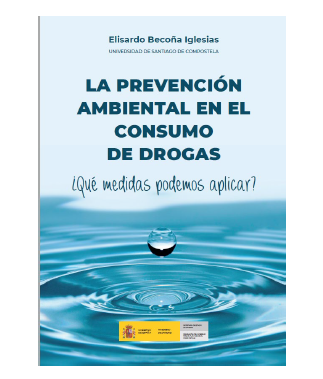 Elisardo Becoña Iglesias
UNIVERSIDAD DE SANTIAGO DE COMPOSTELA
LA PREVENCIÓN
AMBIENTAL EN EL
CONSUMO
DE DROGAS
¿Qué medidas podemos aplicar?